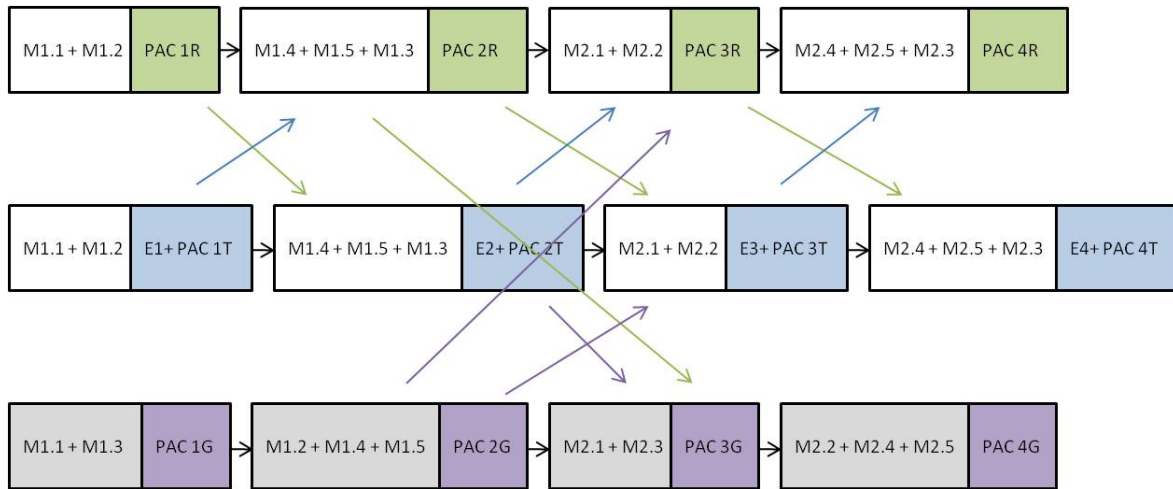 M1.1 + M1.2 PAC 1R M1.4 + M1.5 + M1.3 PAC 2R M2.1 + M2.2 PAC 3R M2.4 + M2.5 + M2.3 PAC 4R
M1.1 + M1.2 E1+ PAC 1T M1.4 + M1.5 + M1.3 E2+ PAC 2T M2.1 + M2.2 E3+ PAC 3T M2.4 + M2.5 + M2.3 E4+ PAC 4T
M1.1 + M1.3 PAC 1G M1.2 + M1.4 + M1.5 PAC 2G M2.1 + M2.3 PAC 3G M2.2 + M2.4 + M2.5 PAC 4G